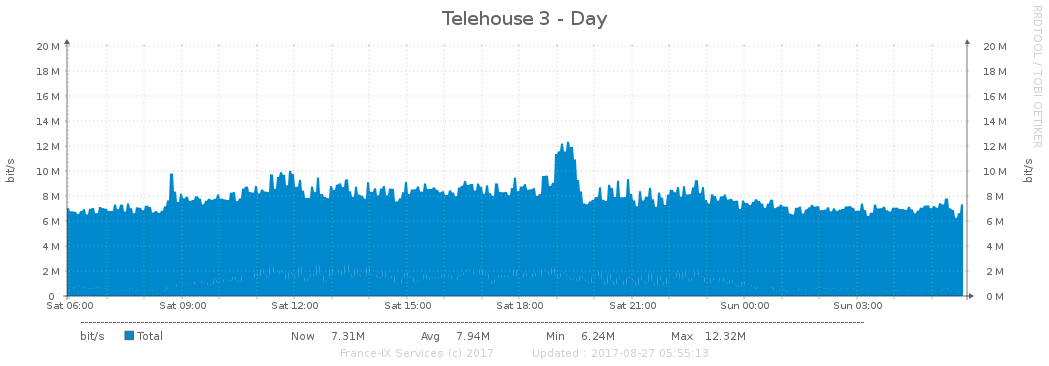 Telehouse 3 - Day
RRDTOOL / TOBI OETIKER
bit/s
20 M
18 M
16 M
14 M
12 M
10 M
8 M
6 M
4 M
2 M
0
20 M
18 M
16 M
14 M
12 M
10 M
8 M
6 M
4 M
2 M
0 M
bit/s
Sat 06:00 Sat 09:00 Sat 12:00 Sat 15:00 Sat 18:00 Sat 21:00 Sun 00:00 Sun 03:00
bit/s Total Now 7.31M Avg 7.94M Min 6.24M Max 12.32M
France-IX Services (c) 2017 Updated : 2017-08-27 05:55:13